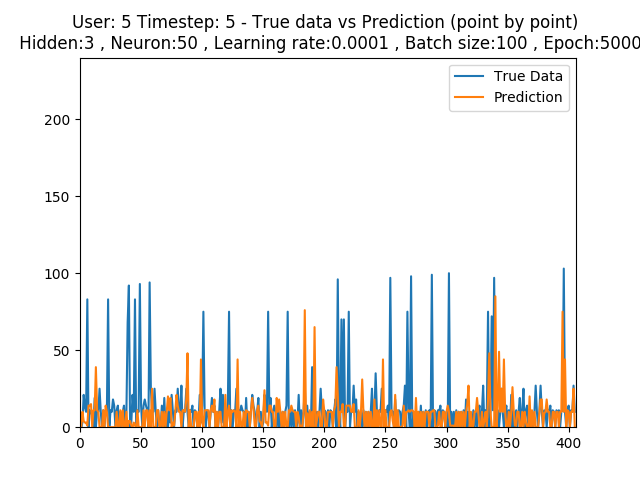 User: 5 Timestep: 5 - True data vs Prediction (point by point)
Hidden:3 , Neuron:50 , Learning rate:0.0001 , Batch size:100 , Epoch:5000
True Data
Prediction
200
150
100
50
0
0 50 100 150 200 250 300 350 400